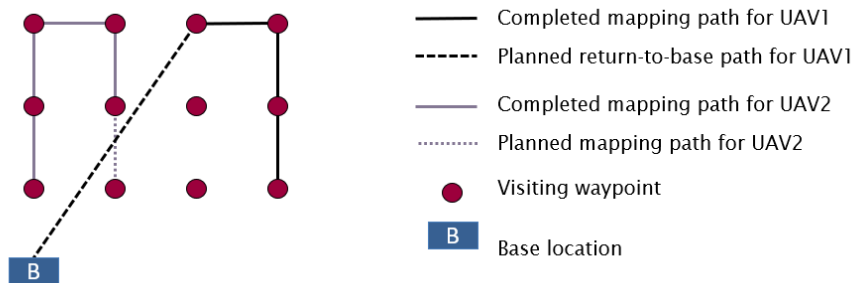 Completed mapping path for UAV1
Planned return-to-base path for UAV1
Completed mapping path for UAV2
Planned mapping path for UAV2
Visiting waypoint
B
Base location
B